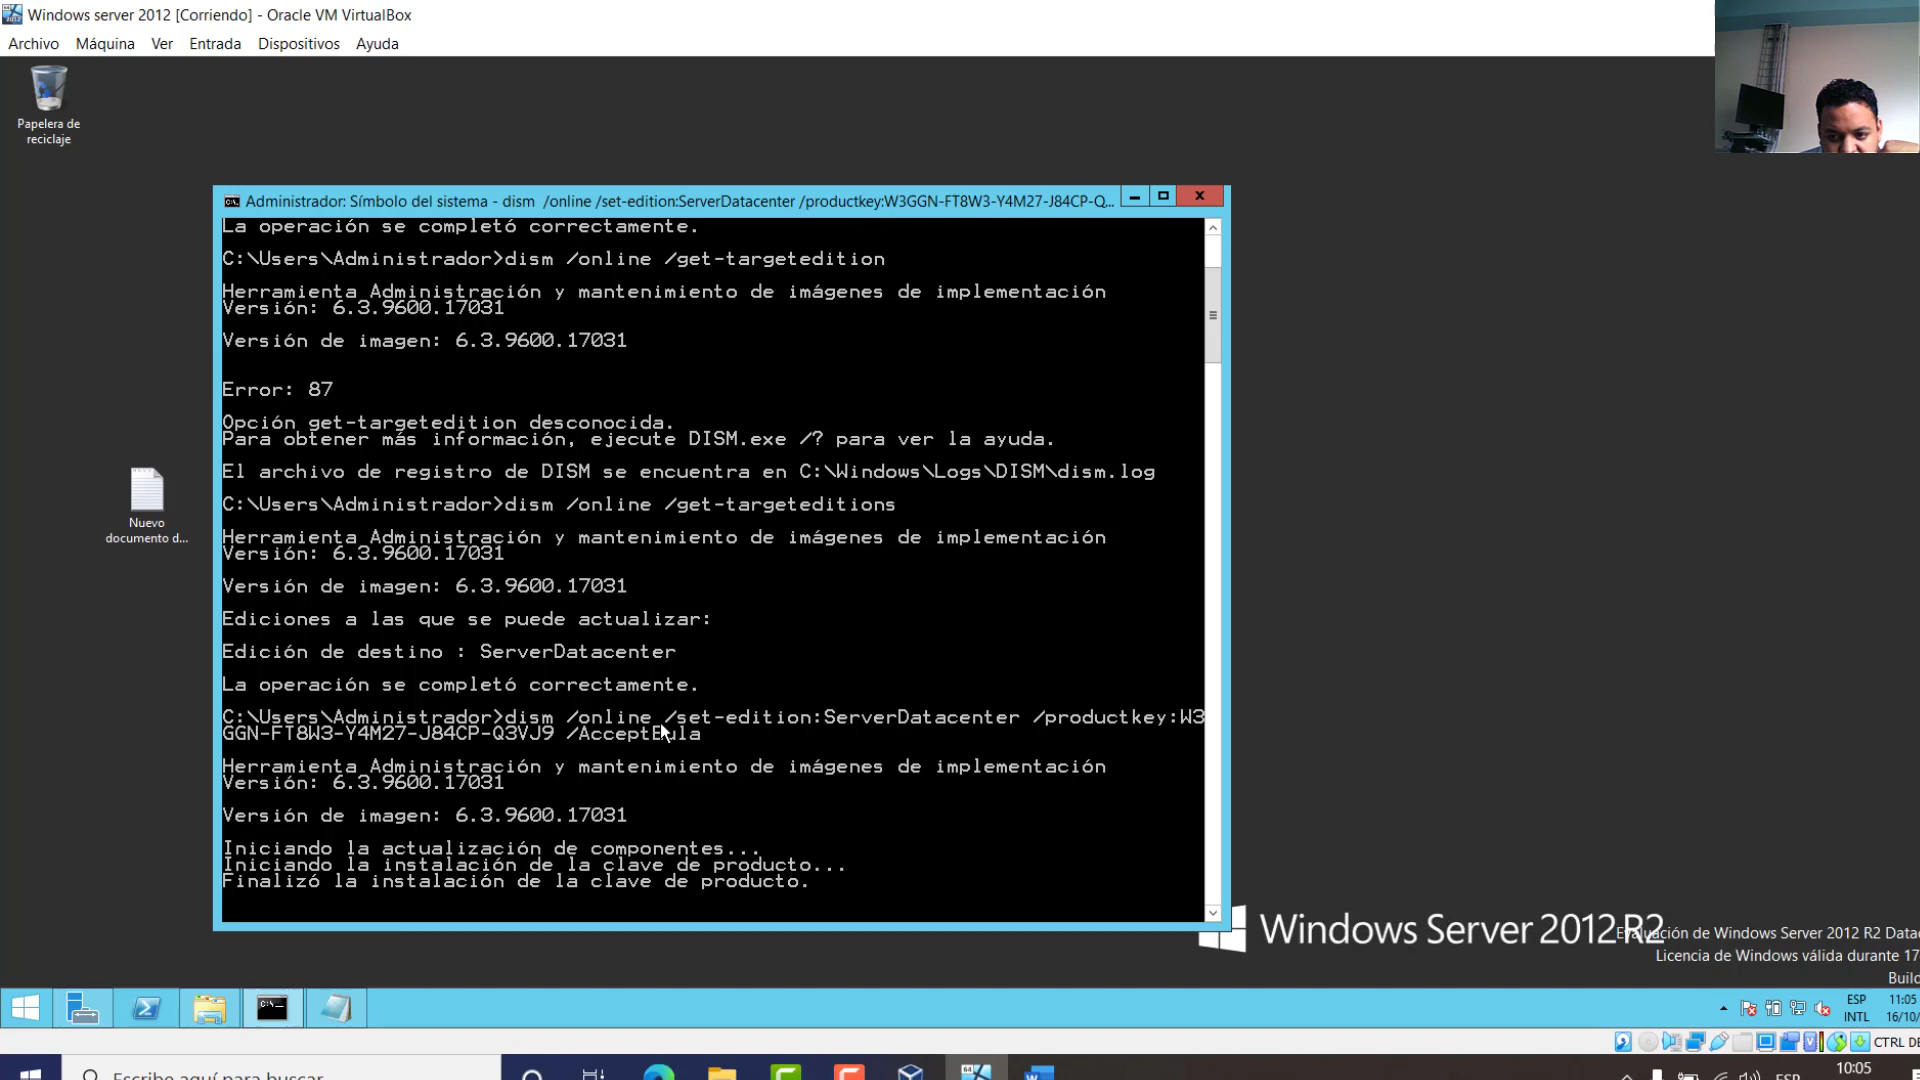 Windows server 2012 [Corriendo] - Oracle VM VirtualBox
Archivo Máquina Ver Entrada Dispositivos Ayuda
Papelera de
reciclaje
Administrador: Símbolo del sistema - dism /online /set-edition:ServerDatacenter /productkey:W3GGN-FT8W3-Y4M27-J84CP-Q...
La operación se completó correctamente.
C:\Users\Administrador>dism /online /get-targetedition
Herramienta Administración y mantenimiento de imágenes de implementación
Versión: 6.3.9600.17031
Versión de imagen: 6.3.9600.17031
Error: 87
Opción get-targetedition desconocida.
Para obtener más información, ejecute DISM.exe /? para ver la ayuda.
El archivo de registro de DISM se encuentra en C:\Windows\Logs\DISM\dism.log
C:\Users\Administrador>dism /online /get-targeteditions
Nuevo
documento d...
Herramienta Administración y mantenimiento de imágenes de implementación
Versión: 6.3.9600.17031
Versión de imagen: 6.3.9600.17031
Ediciones a las que se puede actualizar:
Edición de destino : ServerDatacenter
La operación se completó correctamente.
C:\Users\Administrador>dism /online /set-edition:ServerDatacenter /productkey:W3
GGN-FT8W3-Y4M27-J84CP-Q3VJ9 /AcceptEula
Herramienta Administración y mantenimiento de imágenes de implementación
Versión: 6.3.9600.17031
Versión de imagen: 6.3.9600.17031
Iniciando la actualización de componentes...
Iniciando la instalación de la clave de producto...
Finalizó la instalación de la clave de producto.
Windows Server 2012 R2
Evaluación de Windows Server 2012 R2 Datac
Licencia de Windows válida durante 17
Build
ESP
INTL
11:05
16/10/
CTRL DE
Escribe aquí para buscar
ESP
10:05